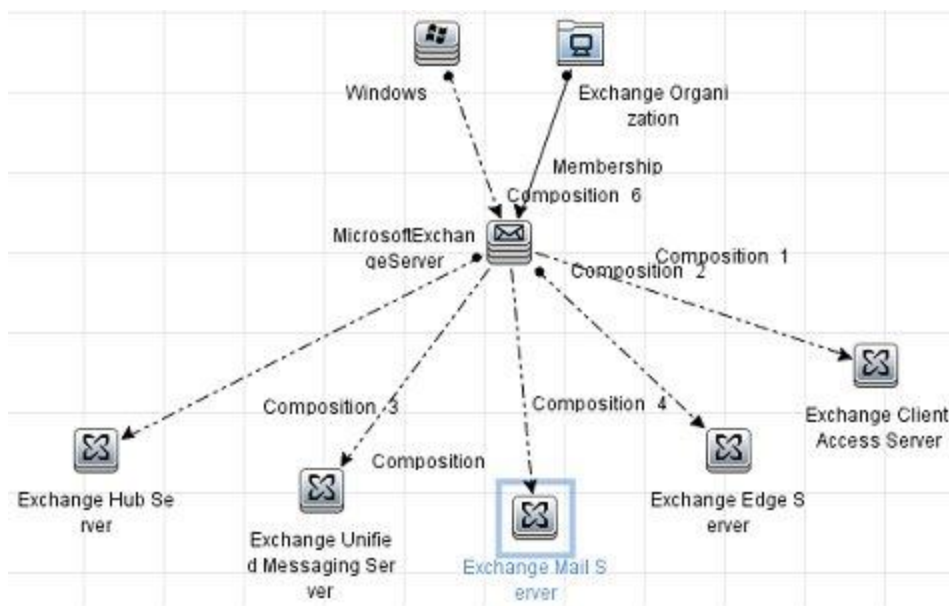 Windows
Exchange Organi
zation
Membership
Composition 6
MicrosoftExchan
geServer
Composition 1
Composition 2
Composition 3
Composition 4
Exchange Client
Access Server
Composition
Exchange Hub Se
rver
Exchange Edge S
erver
Exchange Unifie
d Messaging Ser
ver
Exchange Mail S
erver